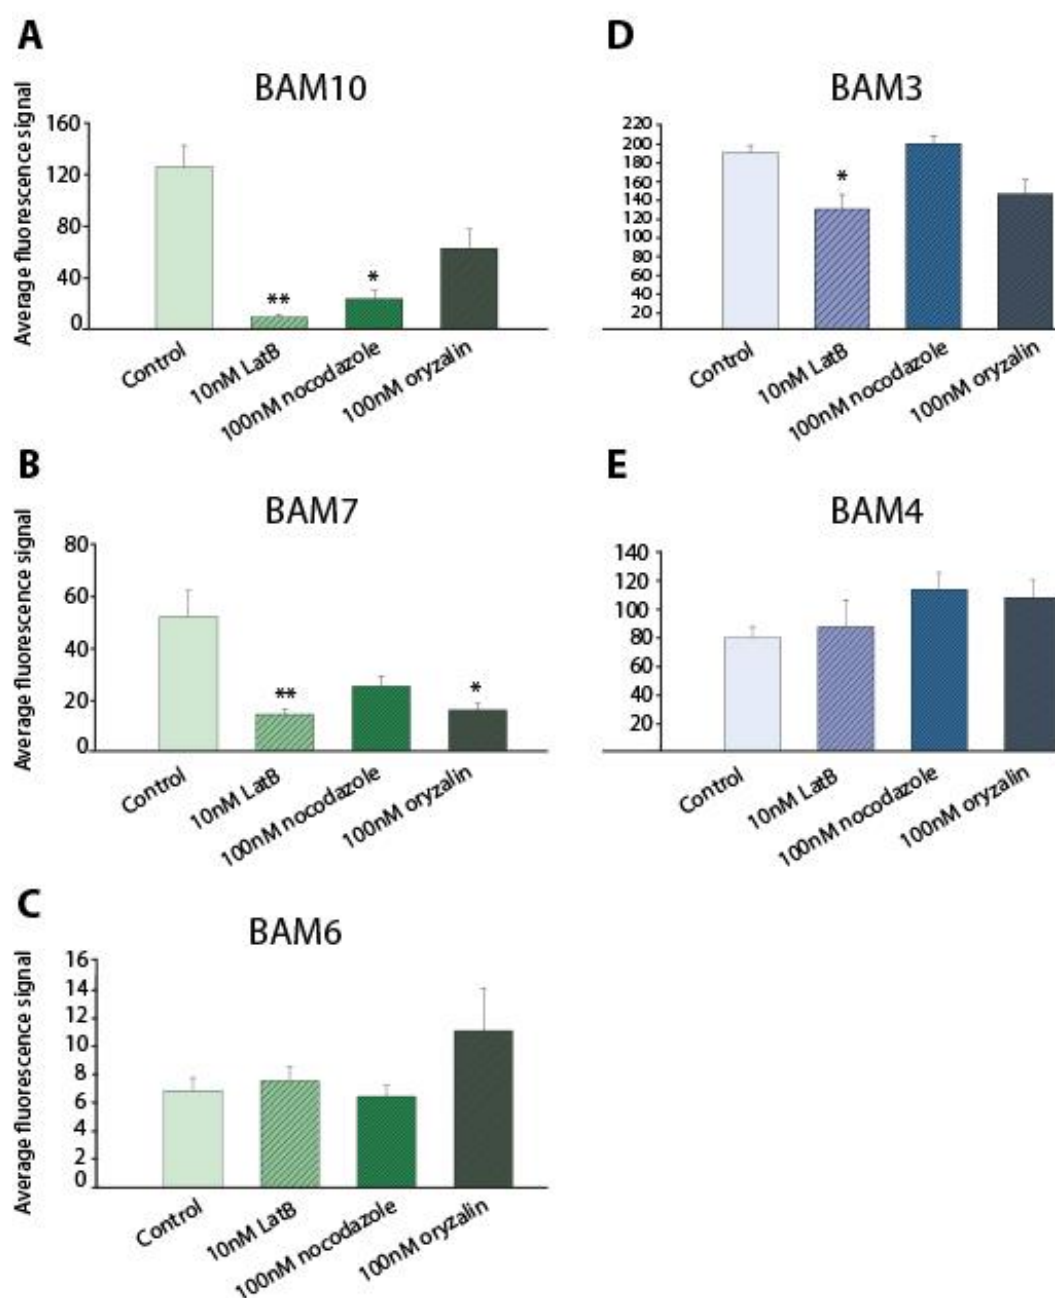 A
BAM10
Average fluorescence signal
160
120
80
40
0
**
*
Control
10nM LatB
100nM nocodazole
100nM oryzalin
D
BAM3
220
200
180
160
140
120
100
80
60
40
20
*
Control
10nM LatB
100nM nocodazole
100nM oryzalin
B
BAM7
Average fluorescence signal
80
60
40
20
0
**
*
Control
10nM LatB
100nM nocodazole
100nM oryzalin
E
BAM4
140
120
100
80
60
40
20
Control
10nM LatB
100nM nocodazole
100nM oryzalin
C
BAM6
Average fluorescence signal
16
14
12
10
8
6
4
2
0
Control
10nM LatB
100nM nocodazole
100nM oryzalin